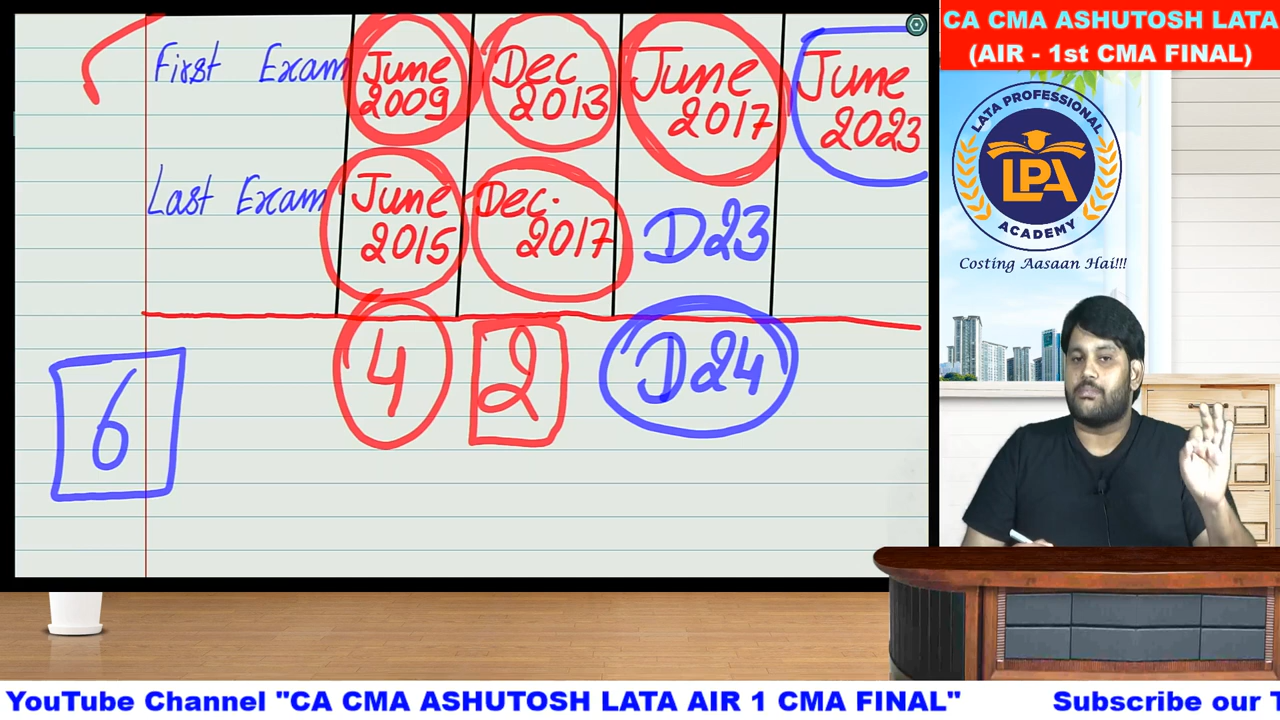 CA CMA ASHUTOSH LATA
(AIR - 1st CMA FINAL)
First Exam June 2009 Dec 2013 June 2017 June 2023
Last Exam June 2015 Dec. 2017 D23
4 2 D24
6
LATA PROFESSIONAL
LPA
ACADEMY
Costing Aasaan Hai!!!
YouTube Channel "CA CMA ASHUTOSH LATA AIR 1 CMA FINAL" Subscribe our T